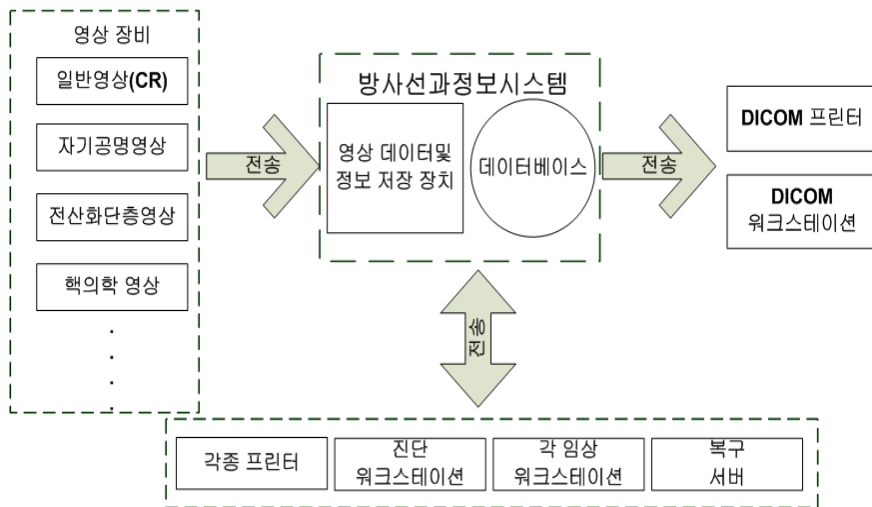 영상 장비
일반영상(CR)
자기공명영상
전산화단층영상
핵의학 영상
전송
방사선과정보시스템
영상 데이터및
정보 저장 장치
데이터베이스
전송
DICOM 프린터
DICOM
워크스테이션
전송
각종 프린터
진단
워크스테이션
각 임상
워크스테이션
복구
서버